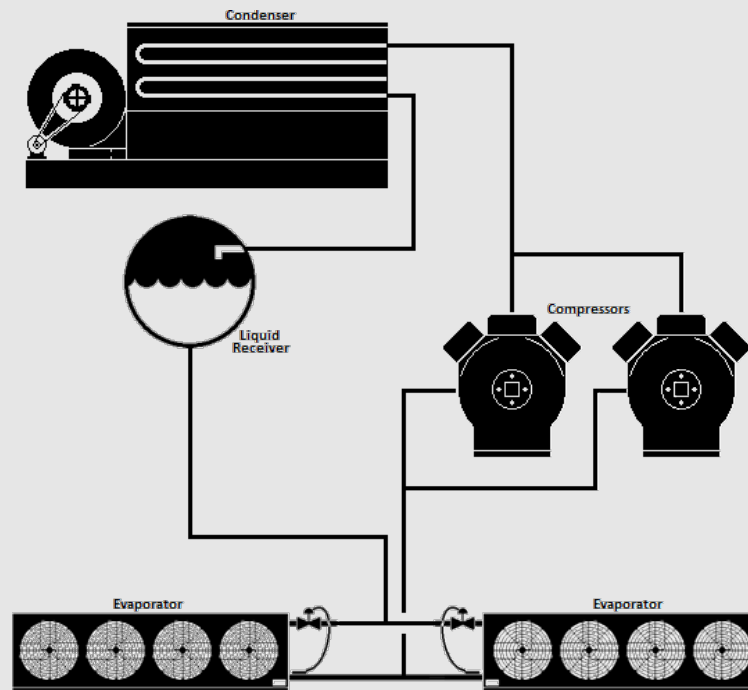 Condenser
Compressors
Liquid
Receiver
Evaporator
Evaporator